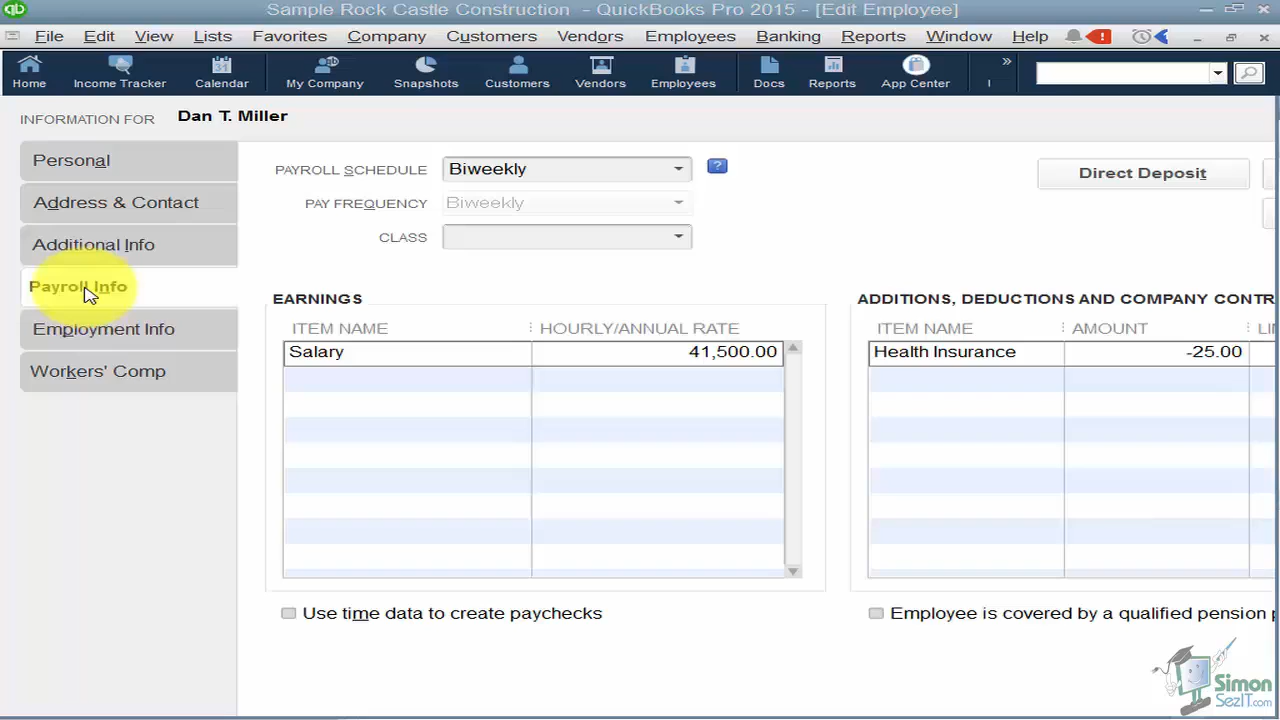 qb Sample Rock Castle Construction - QuickBooks Pro 2015 - [Edit Employee]
File Edit View Lists Favorites Company Customers Vendors Employees Banking Reports Window Help
Home Income Tracker Calendar My Company Snapshots Customers Vendors Employees Docs Reports App Center
INFORMATION FOR Dan T. Miller
Personal
Address & Contact
Additional Info
Payroll Info
Employment Info
Workers' Comp
PAYROLL SCHEDULE Biweekly ?
PAY FREQUENCY Biweekly
CLASS
Direct Deposit
EARNINGS
ITEM NAME HOURLY/ANNUAL RATE
Salary 41,500.00
Use time data to create paychecks
ADDITIONS, DEDUCTIONS AND COMPANY CONTR
ITEM NAME AMOUNT LI
Health Insurance -25.00
Employee is covered by a qualified pension p
Simon
SezIT.com